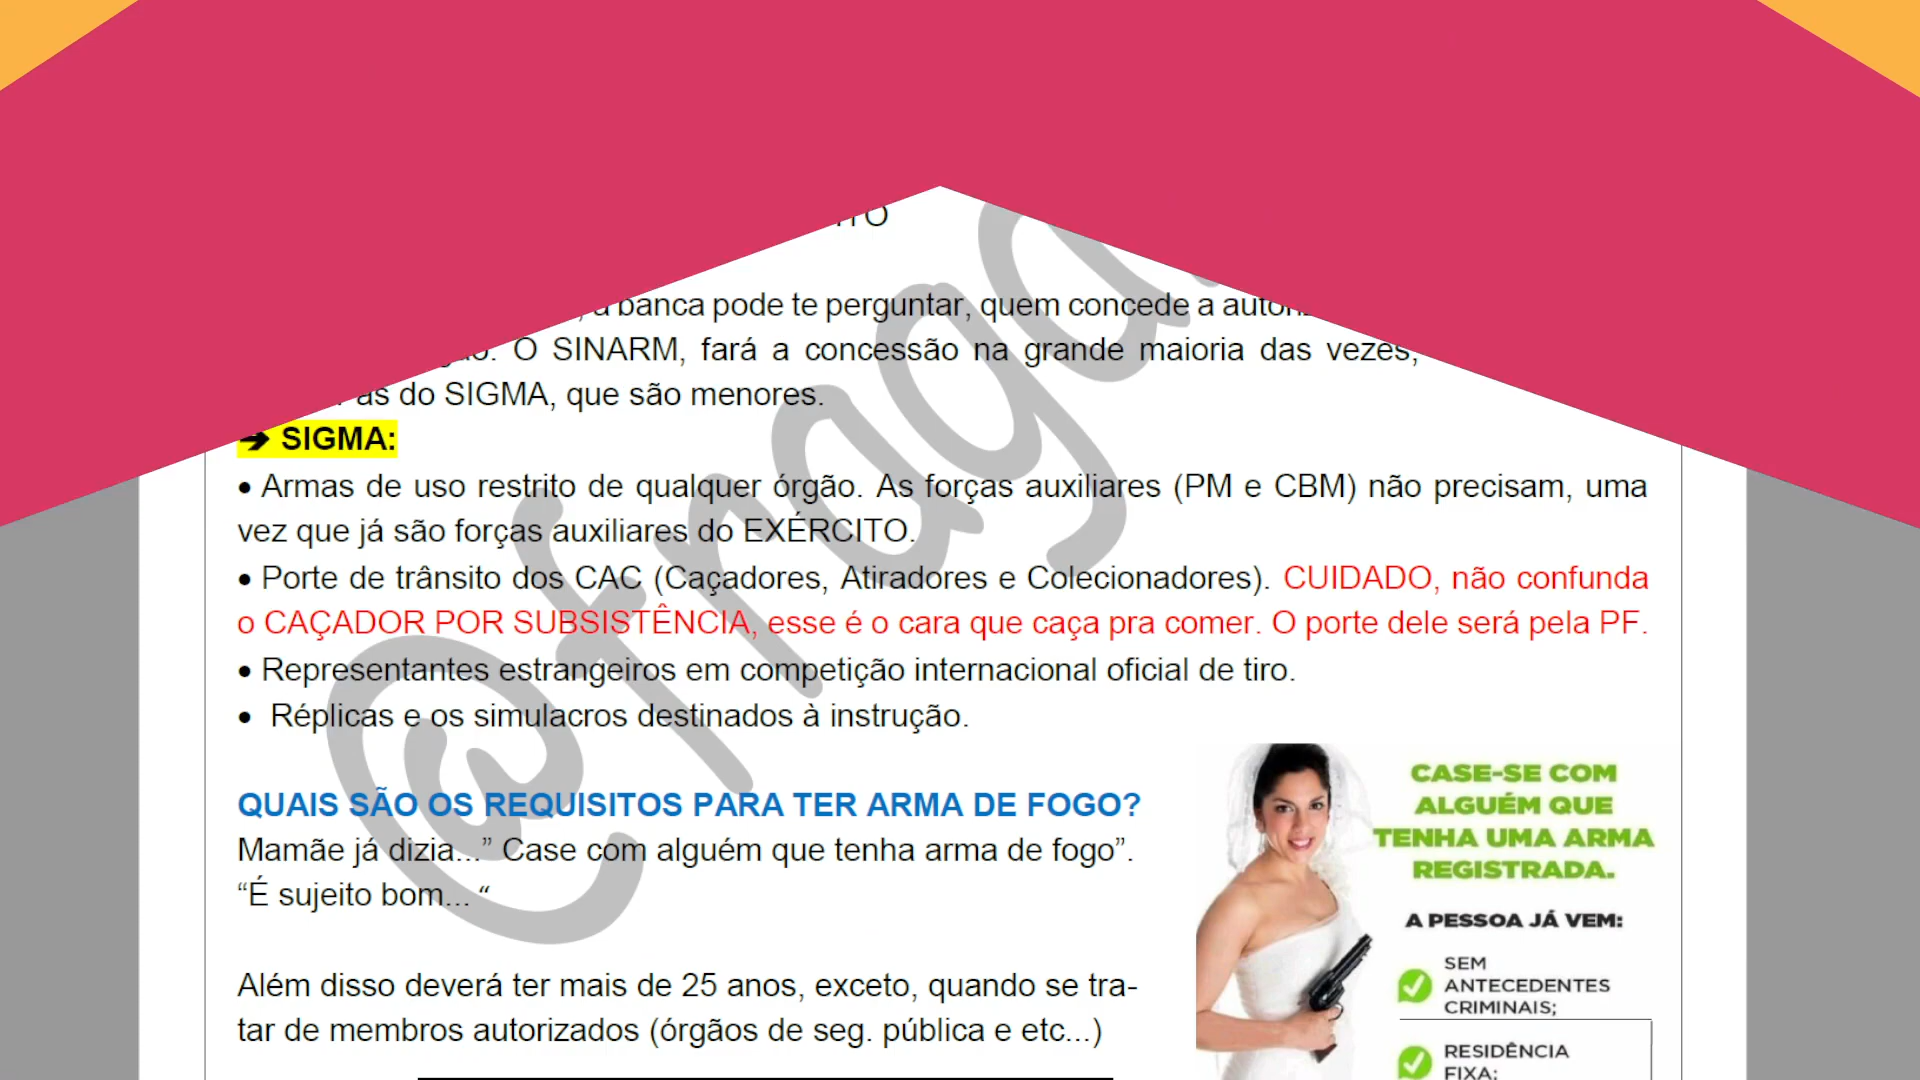 banca pode te perguntar, quem concede a
O SINARM, fará a concessão na grande maioria das vezes,
as do SIGMA, que são menores.
➔ SIGMA:
• Armas de uso restrito de qualquer órgão. As forças auxiliares (PM e CBM) não precisam, uma
vez que já são forças auxiliares do EXÉRCITO.
• Porte de trânsito dos CAC (Caçadores, Atiradores e Colecionadores). CUIDADO, não confunda
o CAÇADOR POR SUBSISTÊNCIA, esse é o cara que caça pra comer. O porte dele será pela PF.
• Representantes estrangeiros em competição internacional oficial de tiro.
• Réplicas e os simulacros destinados à instrução.
QUAIS SÃO OS REQUISITOS PARA TER ARMA DE FOGO?
Mamãe já dizia...” Case com alguém que tenha arma de fogo”.
“É sujeito bom...“
Além disso deverá ter mais de 25 anos, exceto, quando se tra-
tar de membros autorizados (órgãos de seg. pública e etc...)
CASE-SE COM
ALGUÉM QUE
TENHA UMA ARMA
REGISTRADA.
A PESSOA JÁ VEM:
SEM
ANTECEDENTES
CRIMINAIS;
RESIDÊNCIA
FIXA;